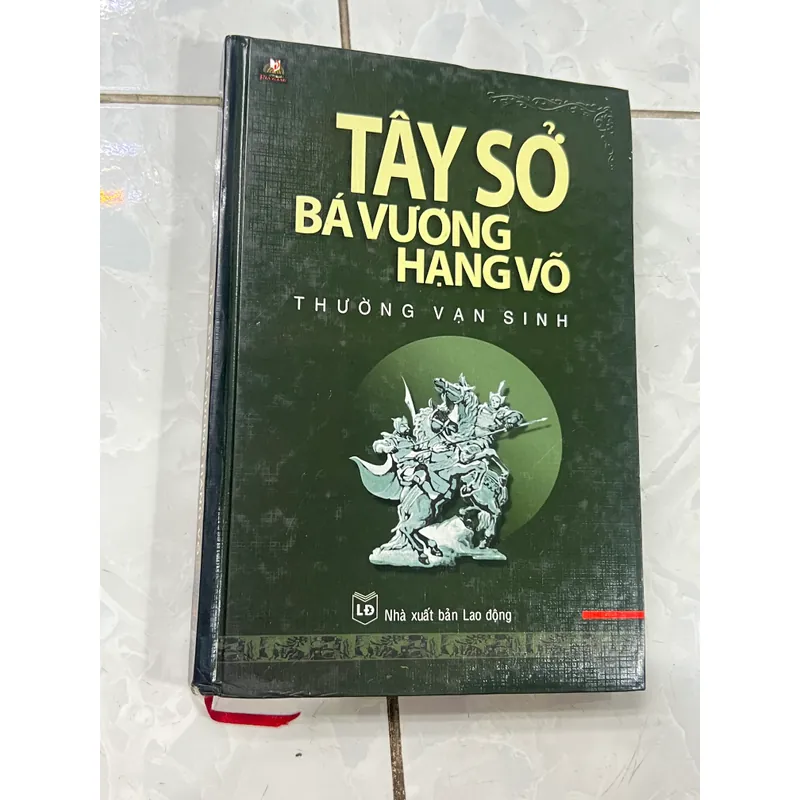 TÂY SỞ
BÁ VƯƠNG
HẠNG VÕ
THƯỜNG VẠN SINH
LĐ
Nhà xuất bản Lao động